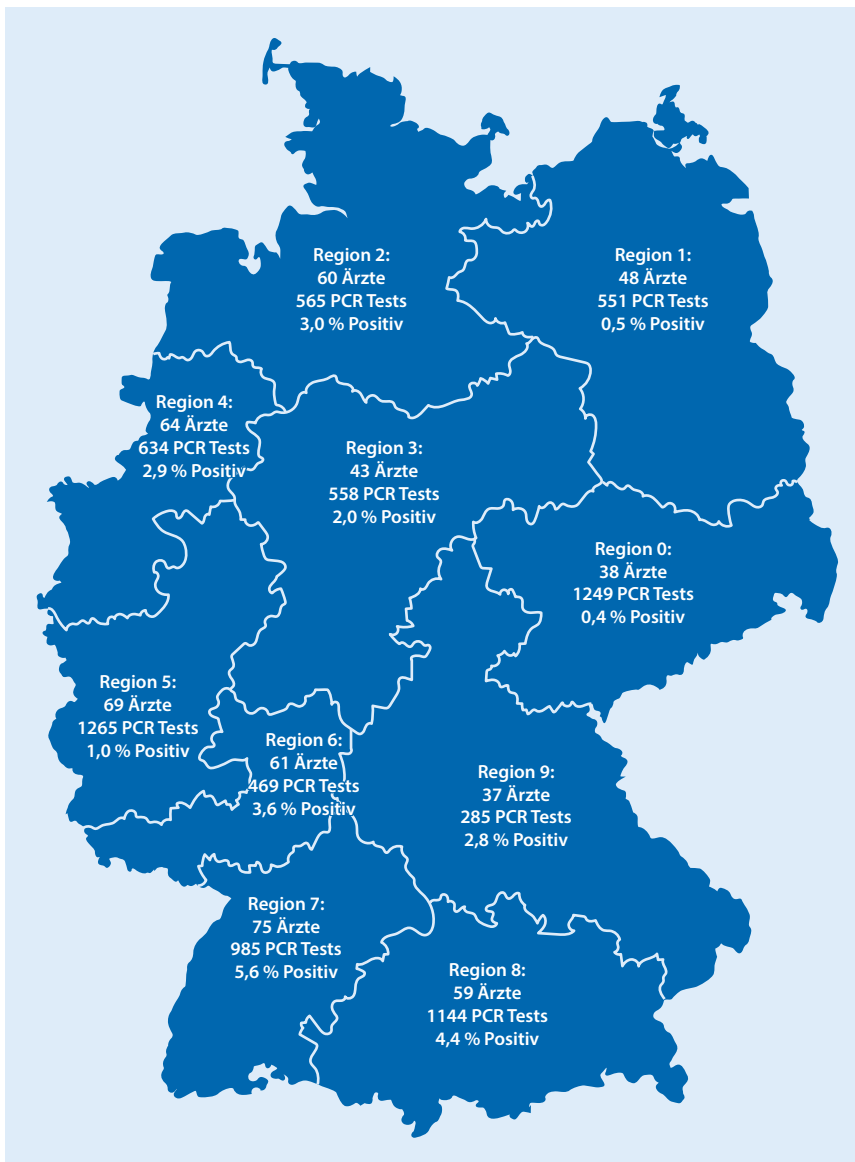 Region 2:
60 Ärzte
565 PCR Tests
3,0 % Positiv
Region 1:
48 Ärzte
551 PCR Tests
0,5 % Positiv
Region 4:
64 Ärzte
634 PCR Tests
2,9 % Positiv
Region 3:
43 Ärzte
558 PCR Tests
2,0 % Positiv
Region 0:
38 Ärzte
1249 PCR Tests
0,4 % Positiv
Region 5:
69 Ärzte
1265 PCR Tests
1,0 % Positiv
Region 6:
61 Ärzte
469 PCR Tests
3,6 % Positiv
Region 9:
37 Ärzte
285 PCR Tests
2,8 % Positiv
Region 7:
75 Ärzte
985 PCR Tests
5,6 % Positiv
Region 8:
59 Ärzte
1144 PCR Tests
4,4 % Positiv